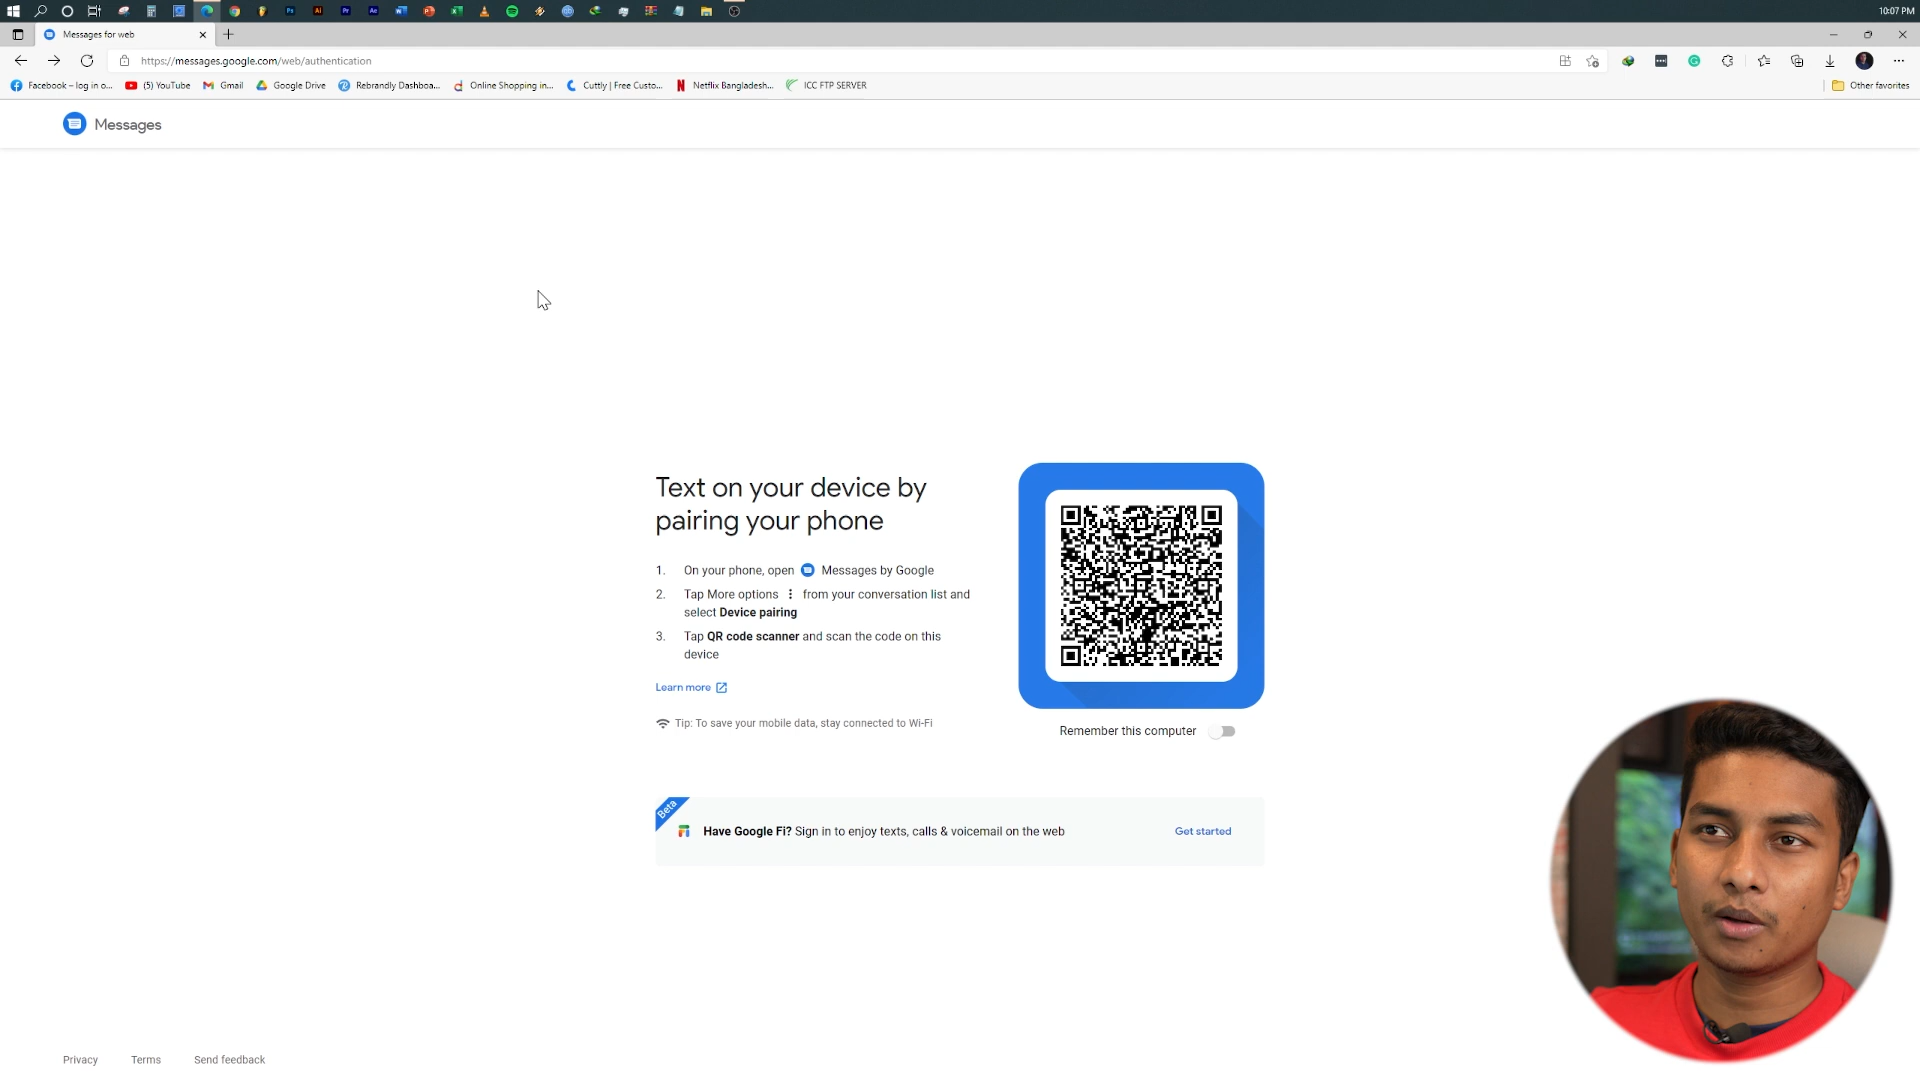 10:07 PM
Messages for web
https://messages.google.com/web/authentication
Facebook – log in o...
(5) YouTube
Gmail
Google Drive
Rebrandly Dashboa...
Online Shopping in...
Cuttly | Free Custo...
Netflix Bangladesh...
ICC FTP SERVER
Other favorites
Messages
Text on your device by
pairing your phone
1. On your phone, open Messages by Google
2. Tap More options from your conversation list and
select Device pairing
3. Tap QR code scanner and scan the code on this
device
Learn more
Tip: To save your mobile data, stay connected to Wi-Fi
Remember this computer
Beta
Have Google Fi? Sign in to enjoy texts, calls & voicemail on the web
Get started
Privacy
Terms
Send feedback